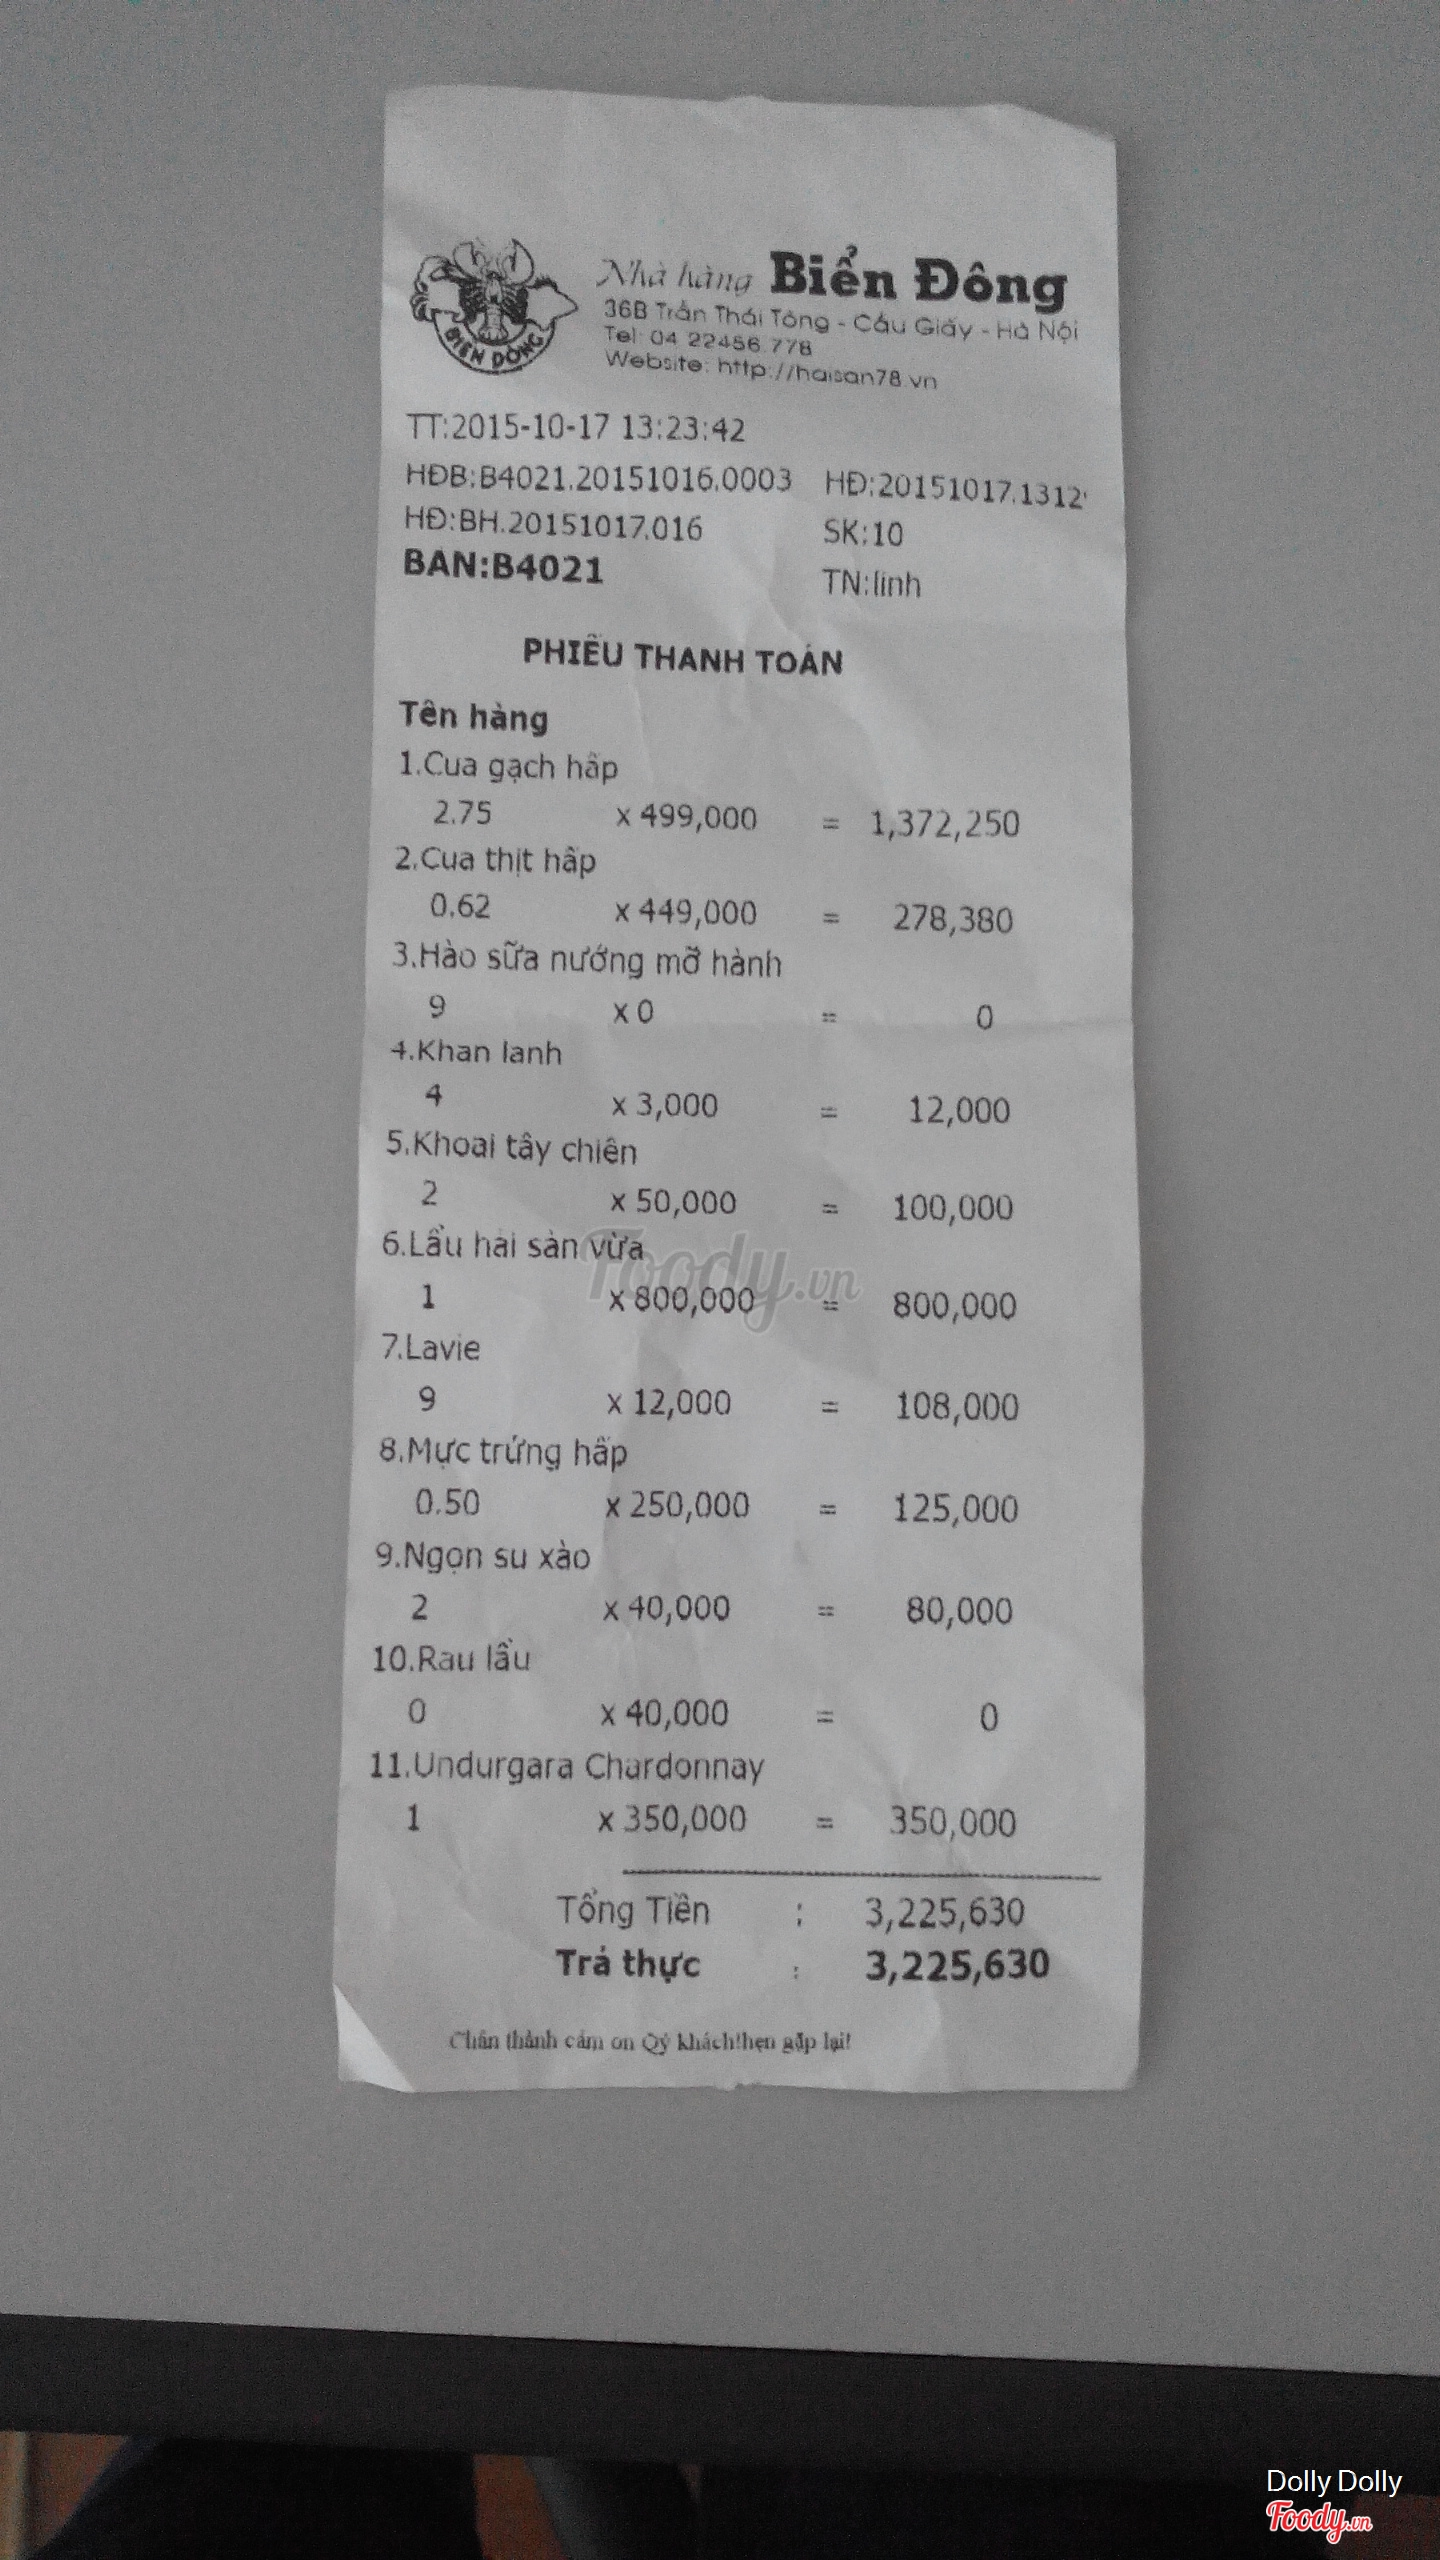 BIỂN ĐÔNG
Nhà hàng Biển Đông
36B Trần Thái Tông - Cầu Giấy - Hà Nội
Tel: 04 22456 778
Website: http://haisan78.vn
TT:2015-10-17 13:23:42
HĐB:B4021.20151016.0003 HĐ:20151017.1312
HĐ:BH.20151017.016 SK:10
BAN:B4021 TN:linh
PHIẾU THANH TOÁN
Tên hàng
1.Cua gạch hấp
2.75 x 499,000 = 1,372,250
2.Cua thịt hấp
0.62 x 449,000 = 278,380
3.Hào sữa nướng mỡ hành
9 x 0 = 0
4.Khan lanh
4 x 3,000 = 12,000
5.Khoai tây chiên
2 x 50,000 = 100,000
6.Lẩu hải sản vừa
1 x 800,000 = 800,000
7.Lavie
9 x 12,000 = 108,000
8.Mực trứng hấp
0.50 x 250,000 = 125,000
9.Ngọn su xào
2 x 40,000 = 80,000
10.Rau lẩu
0 x 40,000 = 0
11.Undurgara Chardonnay
1 x 350,000 = 350,000
Tổng Tiền : 3,225,630
Trả thực : 3,225,630
Chân thành cảm on Qý khách!hẹn gặp lại!
Foody.vn
Dolly Dolly
Foody.vn